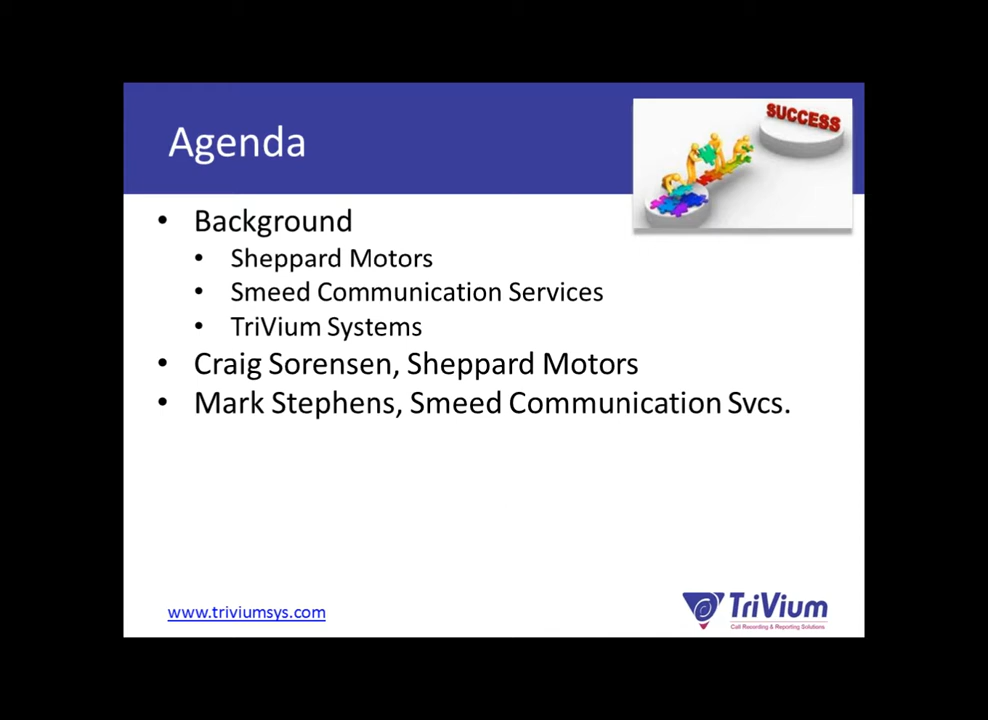 SUCCESS
Agenda
• Background
• Sheppard Motors
• Smeed Communication Services
• TriVium Systems
• Craig Sorensen, Sheppard Motors
• Mark Stephens, Smeed Communication Svcs.
www.triviumsys.com
TriVium
Call Recording & Reporting Solutions